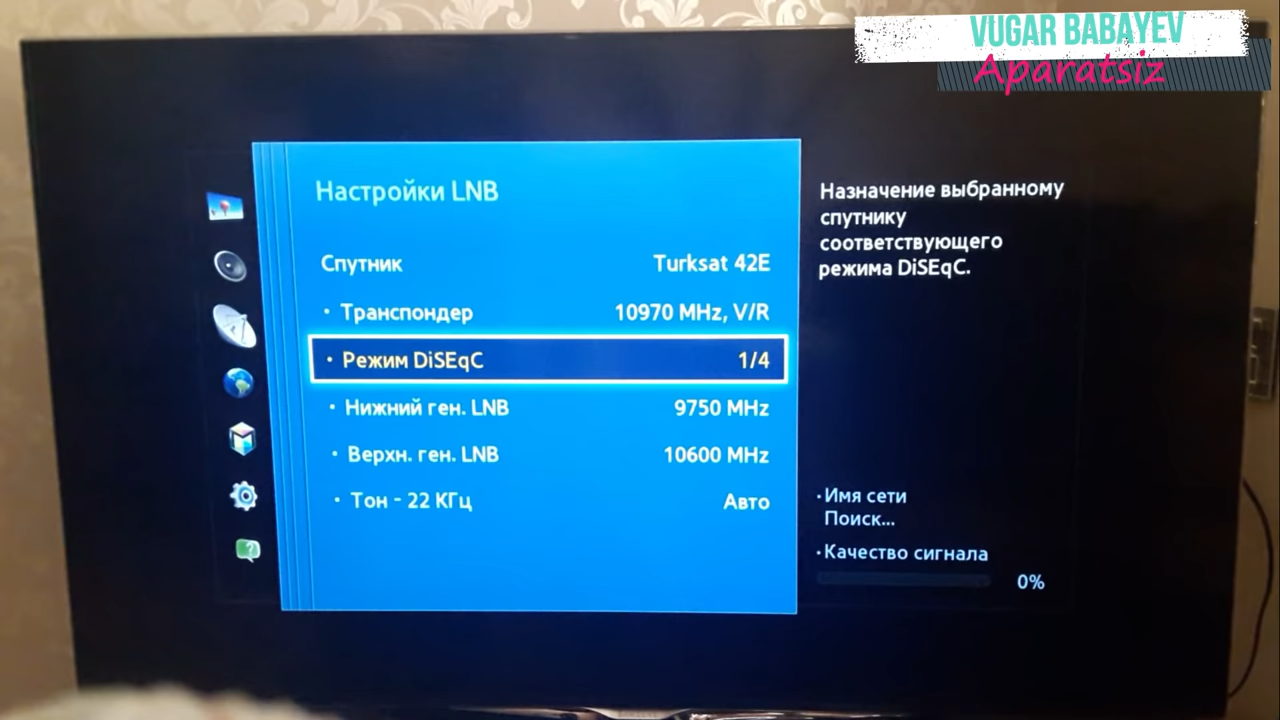 VUGAR BABAYEV
Aparatsiz
Настройки LNB
Спутник Turksat 42E
· Транспондер 10970 MHz, V/R
· Режим DiSEqC 1/4
· Нижний ген. LNB 9750 MHz
· Верхн. ген. LNB 10600 MHz
· Тон - 22 КГц Авто
Назначение выбранному
спутнику
соответствующего
режима DiSEqC.
· Имя сети
Поиск...
· Качество сигнала
0%
?